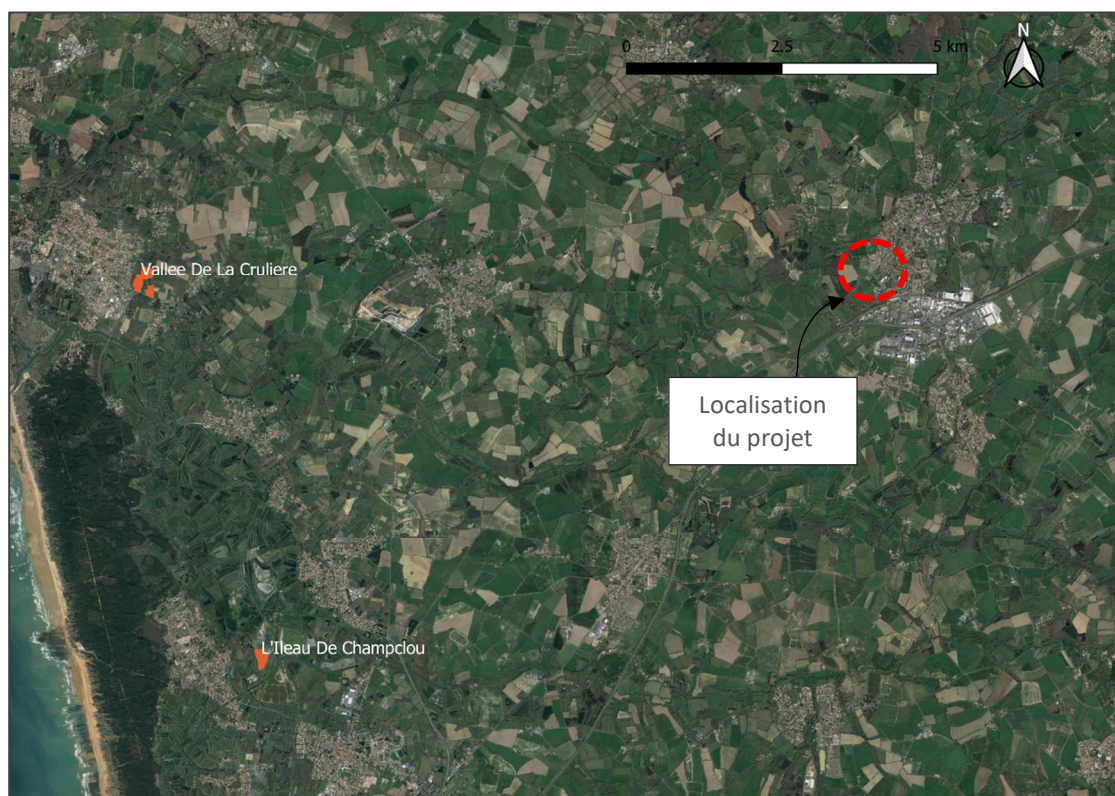 0 2.5 5 km
N
Vallee De La Cruliere
Localisation
du projet
L'Ileau De Champclou